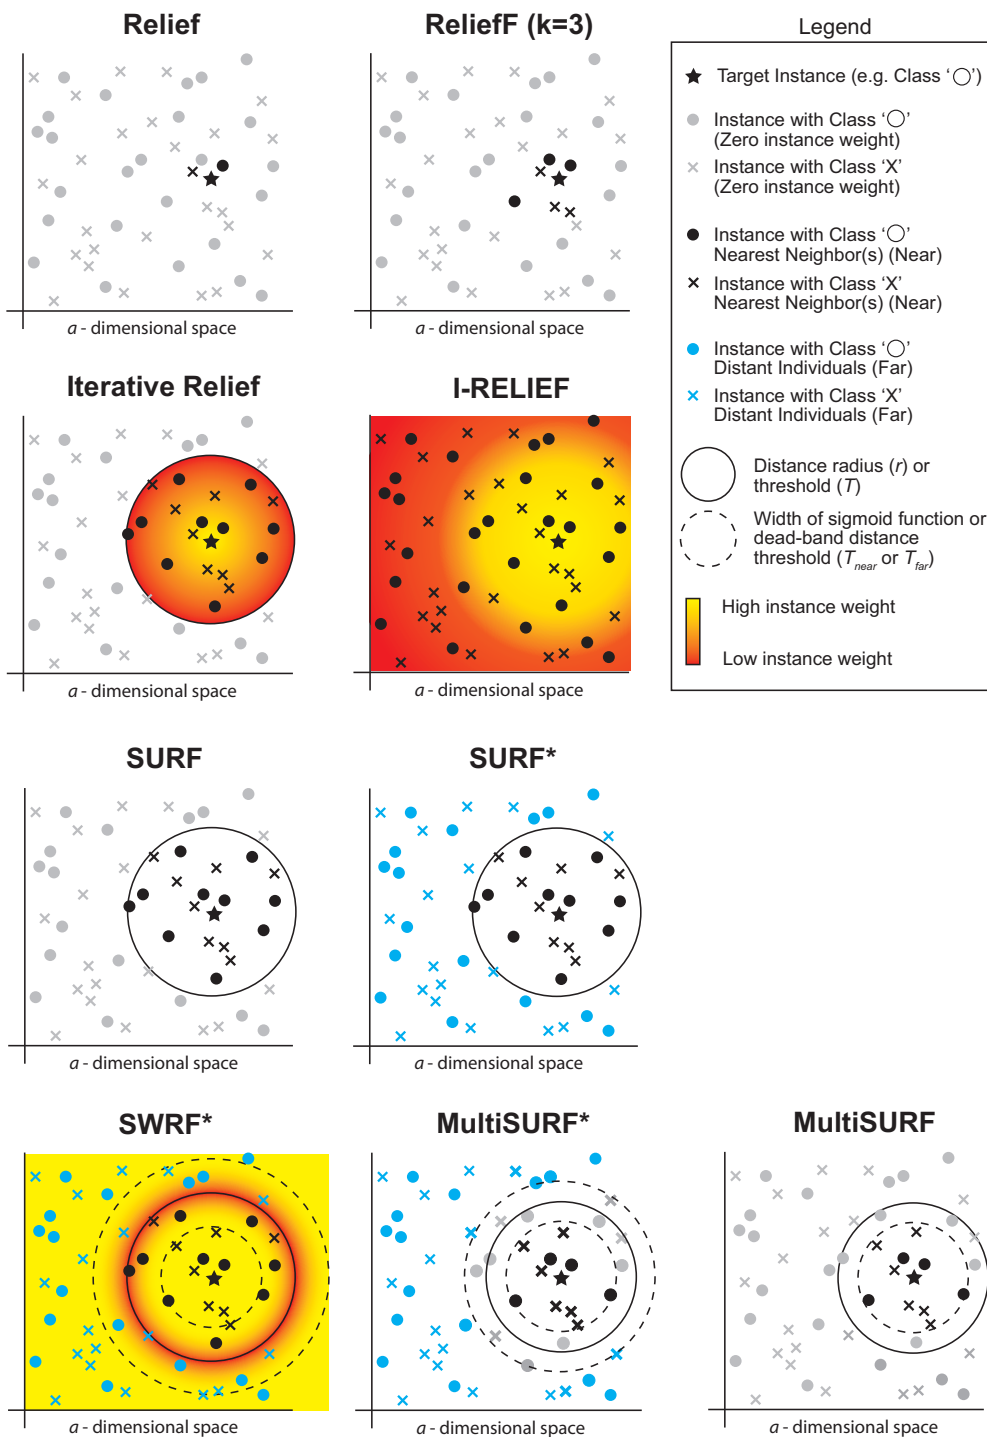 Relief
ReliefF (k=3)
Legend
Target Instance (e.g. Class ‘○’)
Instance with Class ‘○’
(Zero instance weight)
Instance with Class ‘X’
(Zero instance weight)
Instance with Class ‘○’
Nearest Neighbor(s) (Near)
Instance with Class ‘X’
Nearest Neighbor(s) (Near)
Instance with Class ‘○’
Distant Individuals (Far)
Instance with Class ‘X’
Distant Individuals (Far)
Distance radius (r) or
threshold (T)
Width of sigmoid function or
dead-band distance
threshold (Tnear or Tfar)
High instance weight
Low instance weight
a - dimensional space
a - dimensional space
Iterative Relief
I-RELIEF
a - dimensional space
a - dimensional space
SURF
SURF*
a - dimensional space
a - dimensional space
SWRF*
MultiSURF*
MultiSURF
a - dimensional space
a - dimensional space
a - dimensional space